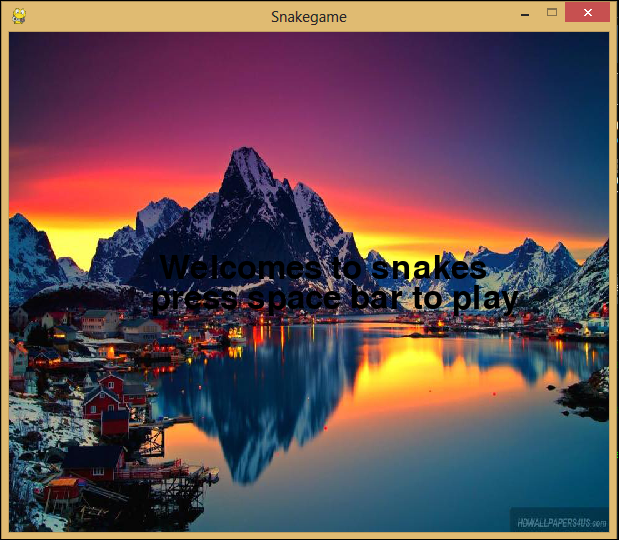 Snakegame
Welcomes to snakes
press space bar to play
HDWALLPAPERS4US.com